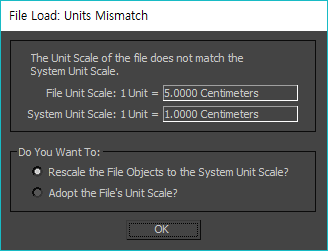 File Load: Units Mismatch
The Unit Scale of the file does not match the
System Unit Scale.
File Unit Scale: 1 Unit = 5.0000 Centimeters
System Unit Scale: 1 Unit = 1.0000 Centimeters
Do You Want To:
Rescale the File Objects to the System Unit Scale?
Adopt the File's Unit Scale?
OK